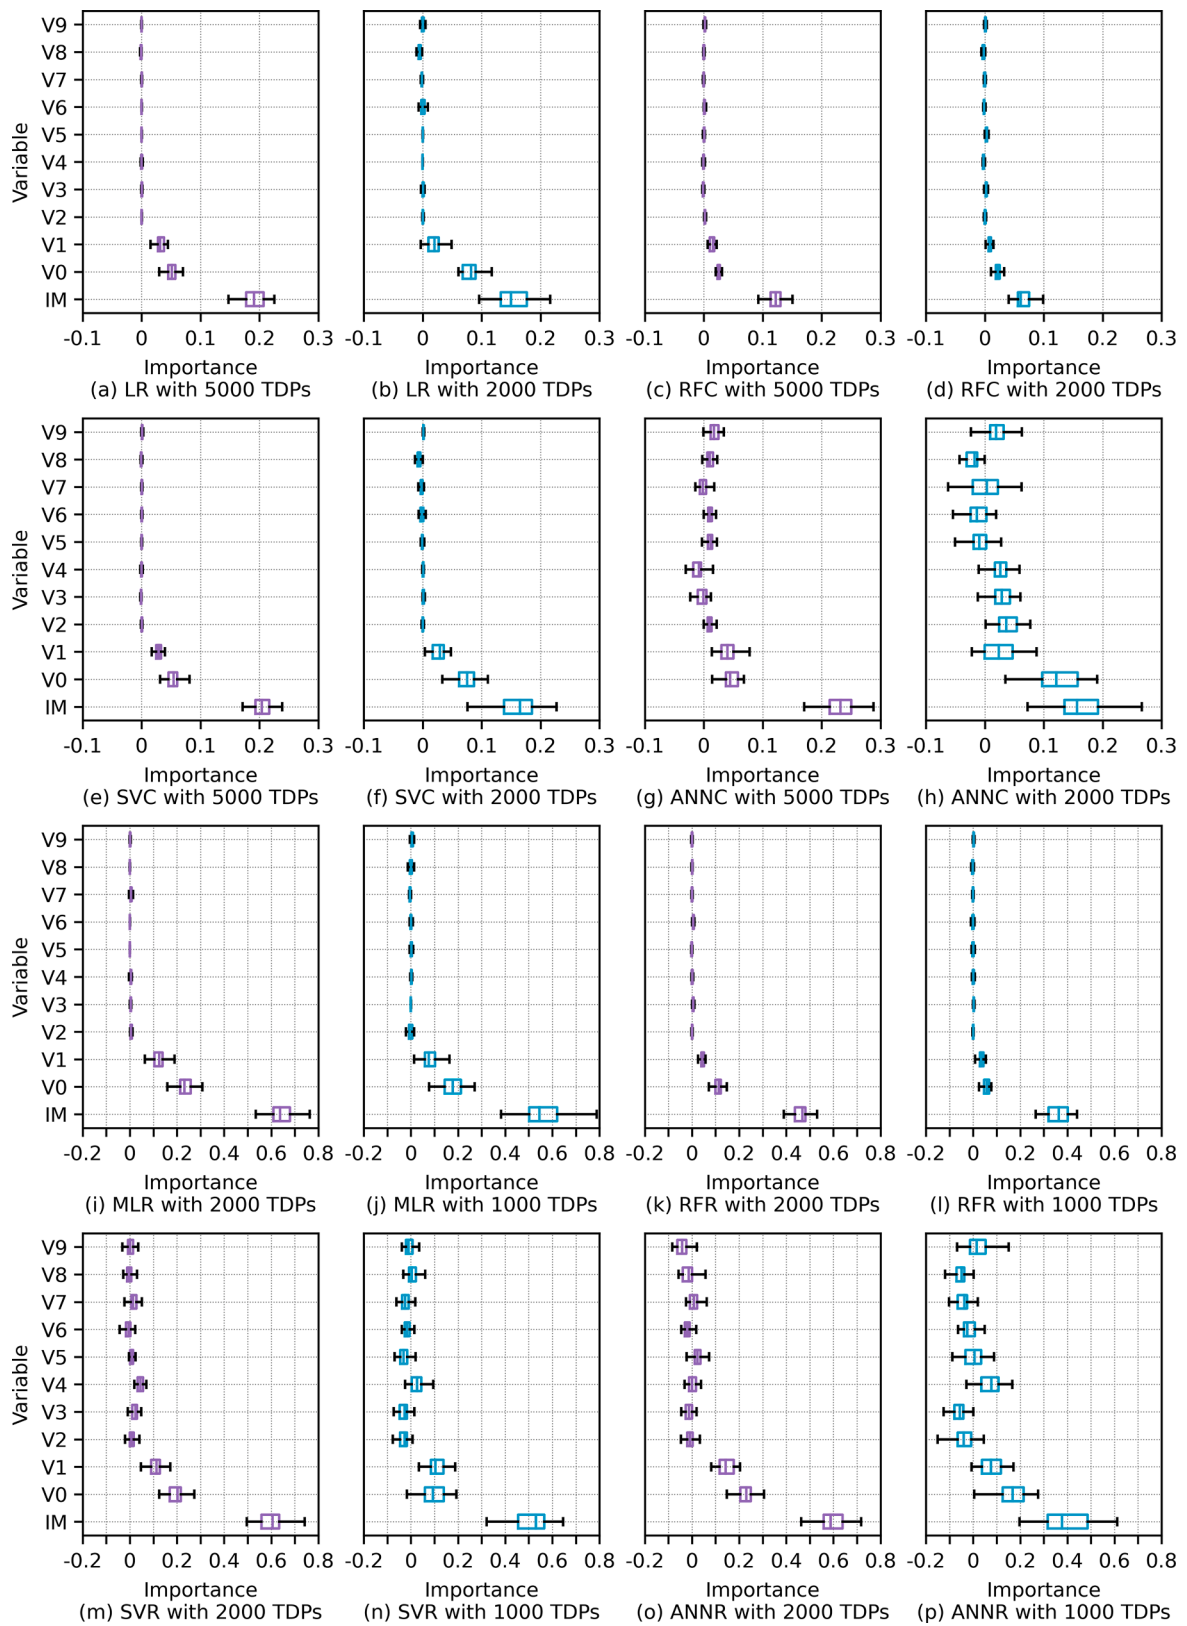 Variable
V9
V8
V7
V6
V5
V4
V3
V2
V1
V0
IM
-0.1 0 0.1 0.2 0.3 -0.1 0 0.1 0.2 0.3 -0.1 0 0.1 0.2 0.3 -0.1 0 0.1 0.2 0.3
Importance Importance Importance Importance
(a) LR with 5000 TDPs (b) LR with 2000 TDPs (c) RFC with 5000 TDPs (d) RFC with 2000 TDPs
Variable
V9
V8
V7
V6
V5
V4
V3
V2
V1
V0
IM
-0.1 0 0.1 0.2 0.3 -0.1 0 0.1 0.2 0.3 -0.1 0 0.1 0.2 0.3 -0.1 0 0.1 0.2 0.3
Importance Importance Importance Importance
(e) SVC with 5000 TDPs (f) SVC with 2000 TDPs (g) ANNC with 5000 TDPs (h) ANNC with 2000 TDPs
Variable
V9
V8
V7
V6
V5
V4
V3
V2
V1
V0
IM
-0.2 0 0.2 0.4 0.6 0.8 -0.2 0 0.2 0.4 0.6 0.8 -0.2 0 0.2 0.4 0.6 0.8 -0.2 0 0.2 0.4 0.6 0.8
Importance Importance Importance Importance
(i) MLR with 2000 TDPs (j) MLR with 1000 TDPs (k) RFR with 2000 TDPs (l) RFR with 1000 TDPs
Variable
V9
V8
V7
V6
V5
V4
V3
V2
V1
V0
IM
-0.2 0 0.2 0.4 0.6 0.8 -0.2 0 0.2 0.4 0.6 0.8 -0.2 0 0.2 0.4 0.6 0.8 -0.2 0 0.2 0.4 0.6 0.8
Importance Importance Importance Importance
(m) SVR with 2000 TDPs (n) SVR with 1000 TDPs (o) ANNR with 2000 TDPs (p) ANNR with 1000 TDPs